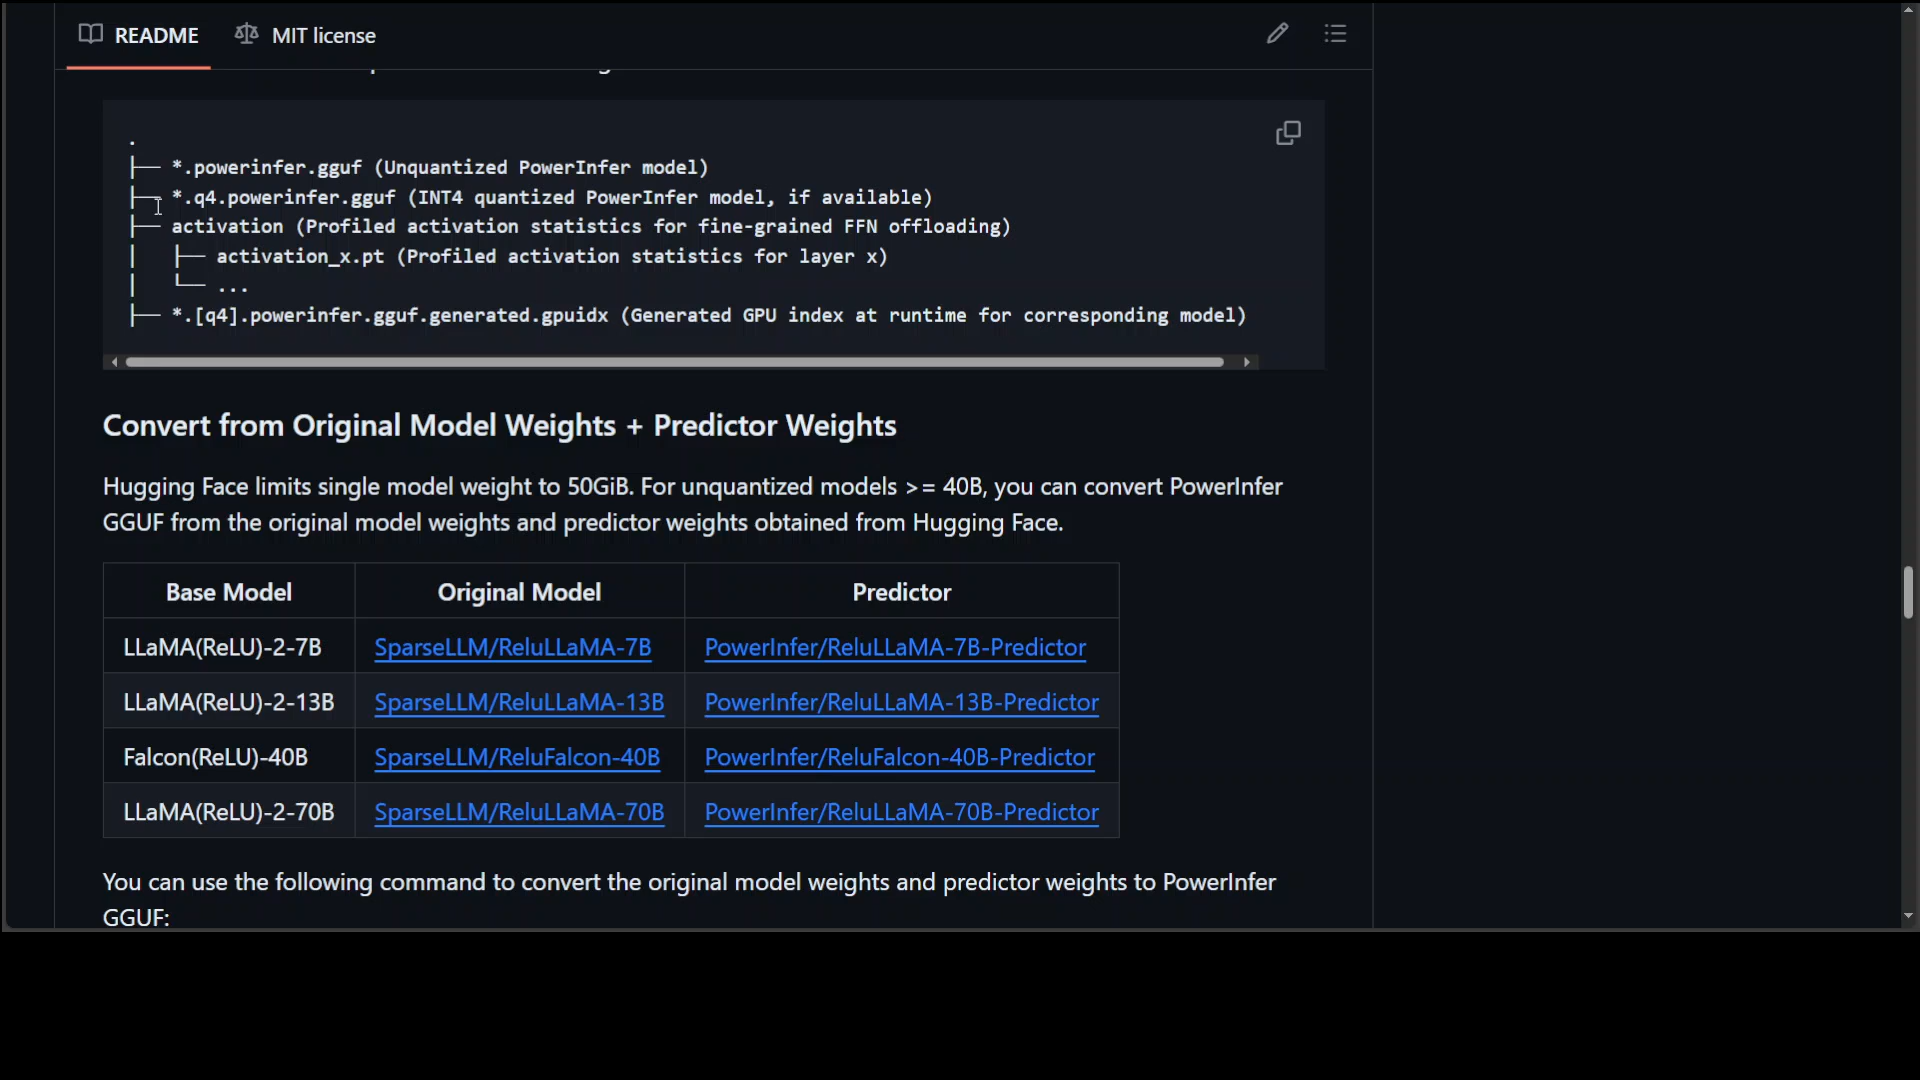 README MIT license
.
├── *.powerinfer.gguf (Unquantized PowerInfer model)
├── *.q4.powerinfer.gguf (INT4 quantized PowerInfer model, if available)
├── activation (Profiled activation statistics for fine-grained FFN offloading)
│   ├── activation_x.pt (Profiled activation statistics for layer x)
│   └── ...
├── *.[q4].powerinfer.gguf.generated.gpuidx (Generated GPU index at runtime for corresponding model)
Convert from Original Model Weights + Predictor Weights
Hugging Face limits single model weight to 50GiB. For unquantized models >= 40B, you can convert PowerInfer
GGUF from the original model weights and predictor weights obtained from Hugging Face.
Base Model Original Model Predictor
LLaMA(ReLU)-2-7B SparseLLM/ReluLLaMA-7B PowerInfer/ReluLLaMA-7B-Predictor
LLaMA(ReLU)-2-13B SparseLLM/ReluLLaMA-13B PowerInfer/ReluLLaMA-13B-Predictor
Falcon(ReLU)-40B SparseLLM/ReluFalcon-40B PowerInfer/ReluFalcon-40B-Predictor
LLaMA(ReLU)-2-70B SparseLLM/ReluLLaMA-70B PowerInfer/ReluLLaMA-70B-Predictor
You can use the following command to convert the original model weights and predictor weights to PowerInfer
GGUF: